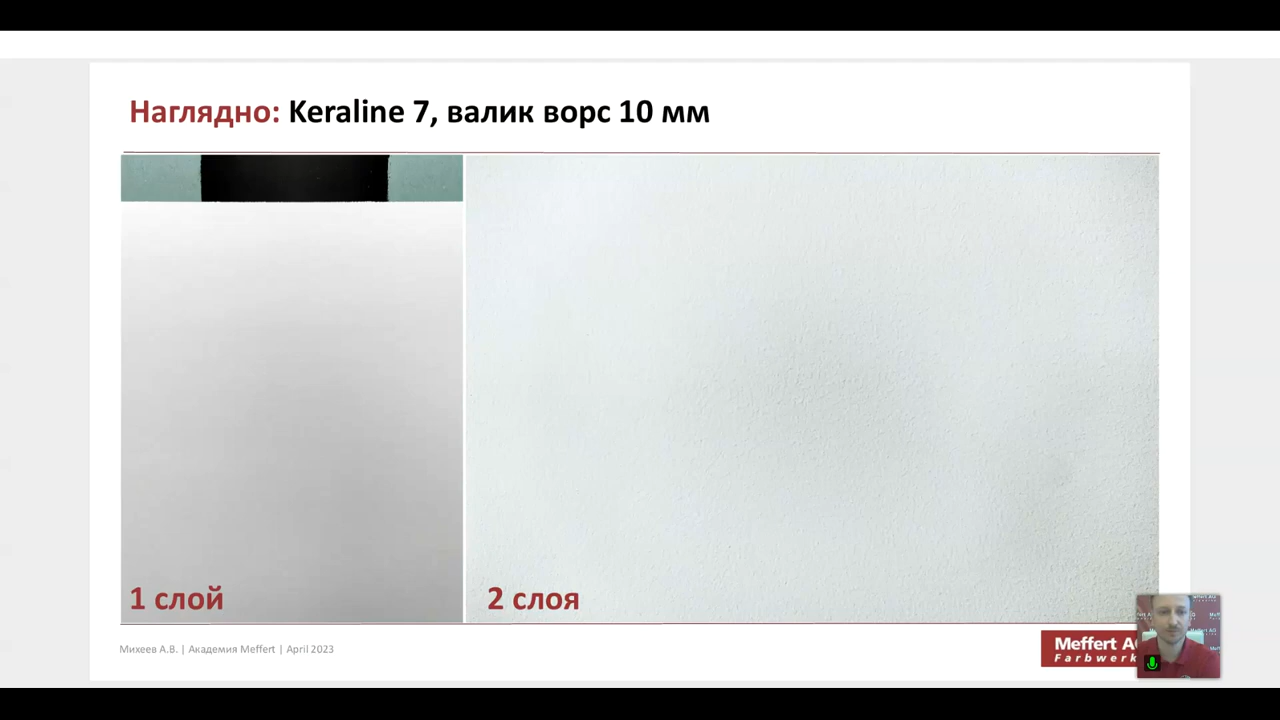 Наглядно: Keraline 7, валик ворс 10 мм
1 слой
2 слоя
Михеев А.В. | Академия Meffert | April 2023
Meffert
Farbwerk